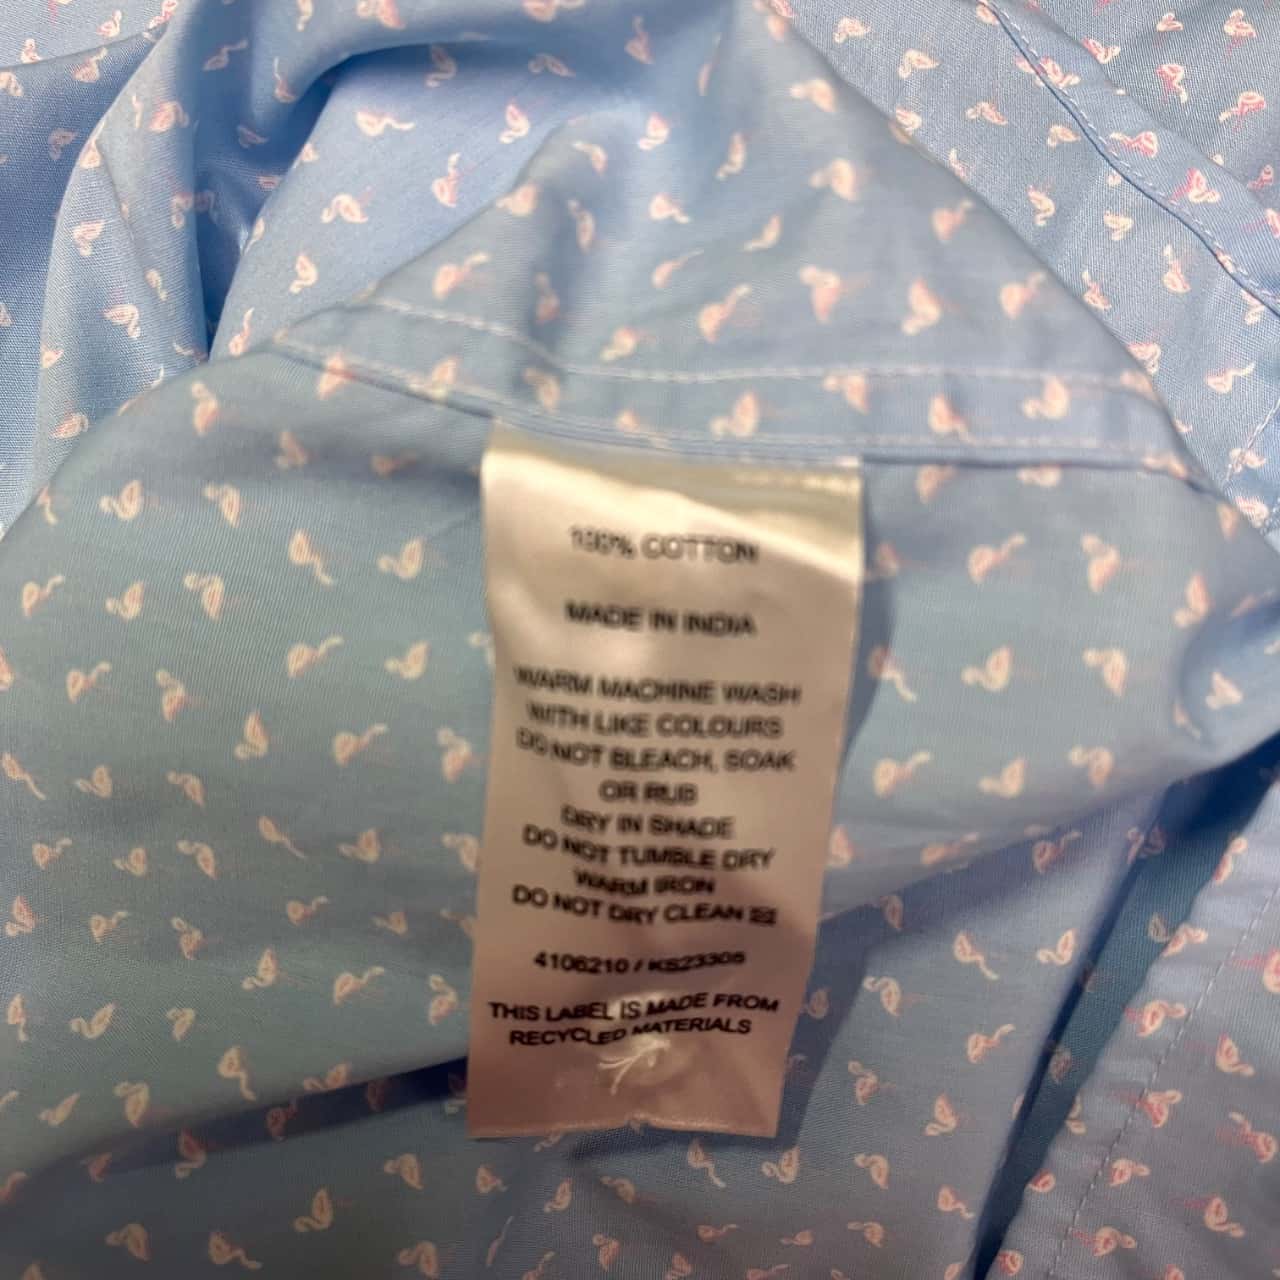 100% COTTON
MADE IN INDIA
WARM MACHINE WASH
WITH LIKE COLOURS
DO NOT BLEACH, SOAK
OR RUB
DRY IN SHADE
DO NOT TUMBLE DRY
WARM IRON
DO NOT DRY CLEAN
4106210 / KS23305
THIS LABEL IS MADE FROM
RECYCLED MATERIALS